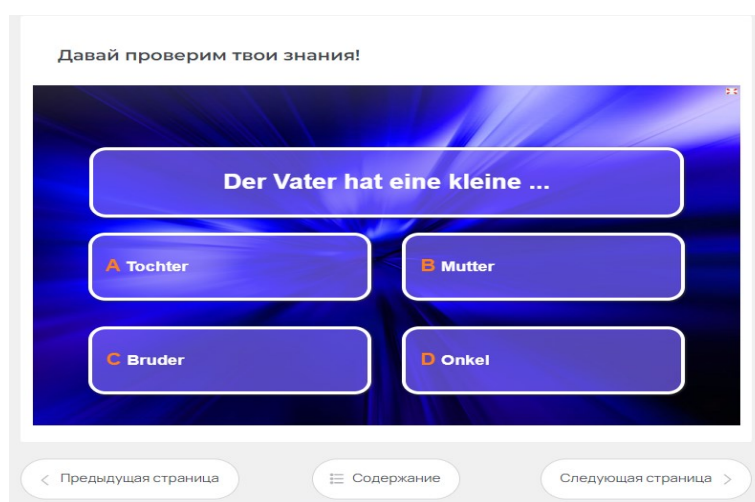 Давай проверим твои знания!
Der Vater hat eine kleine ...
A Tochter
B Mutter
C Bruder
D Onkel
Предыдущая страница
Содержание
Следующая страница